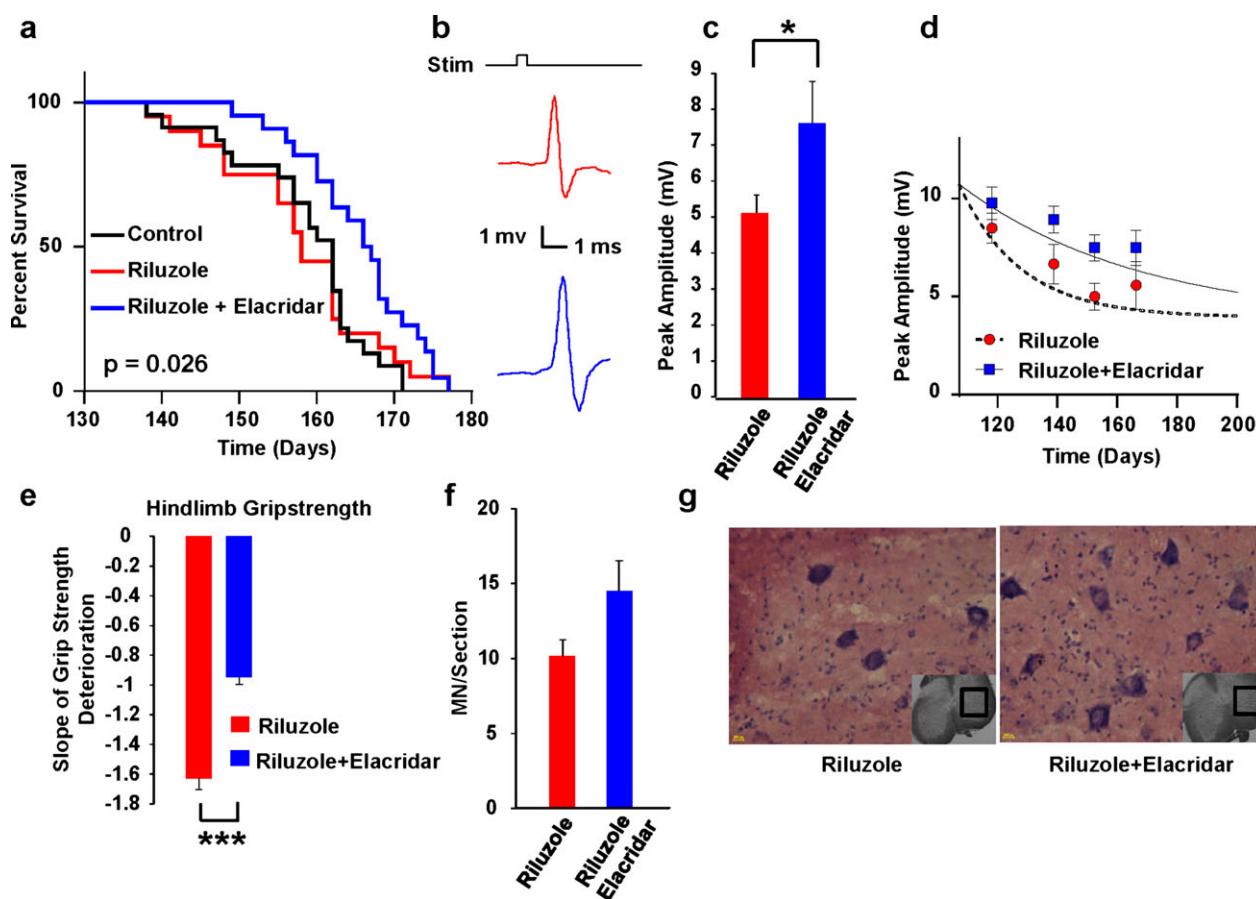 a
100
50
0
Percent Survival
Control
Riluzole
Riluzole + Elacridar
p = 0.026
130 140 150 160 170 180
Time (Days)
b
Stim
1 mv
1 ms
c
*
9
8
7
6
5
4
3
2
1
0
Peak Amplitude (mV)
Riluzole
Riluzole
Elacridar
d
10
5
0
Peak Amplitude (mV)
Riluzole
Riluzole+Elacridar
120 140 160 180 200
Time (Days)
e
Hindlimb Gripstrength
0
-0.2
-0.4
-0.6
-0.8
-1
-1.2
-1.4
-1.6
-1.8
Slope of Grip Strength
Deterioration
Riluzole
Riluzole+Elacridar
***
f
20
15
10
5
0
MN/Section
Riluzole
Riluzole
Elacridar
g
Riluzole
Riluzole+Elacridar